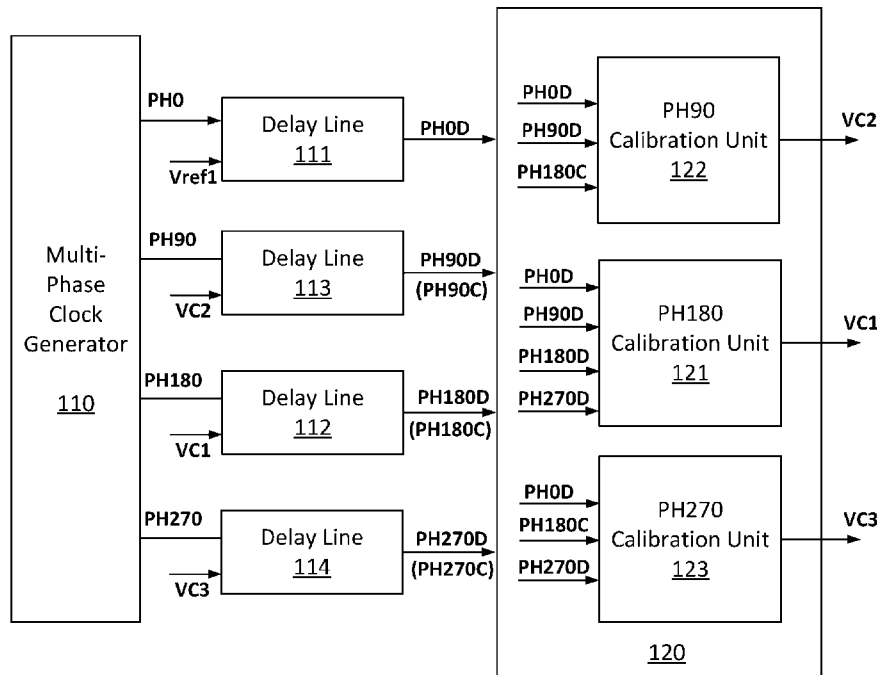 Multi-
Phase
Clock
Generator
110
PH0
Vref1
Delay Line
111
PH0D
PH90
VC2
Delay Line
113
PH90D
(PH90C)
PH180
VC1
Delay Line
112
PH180D
(PH180C)
PH270
VC3
Delay Line
114
PH270D
(PH270C)
PH0D
PH90D
PH180C
PH90
Calibration Unit
122
VC2
PH0D
PH90D
PH180D
PH270D
PH180
Calibration Unit
121
VC1
PH0D
PH180C
PH270D
PH270
Calibration Unit
123
VC3
120